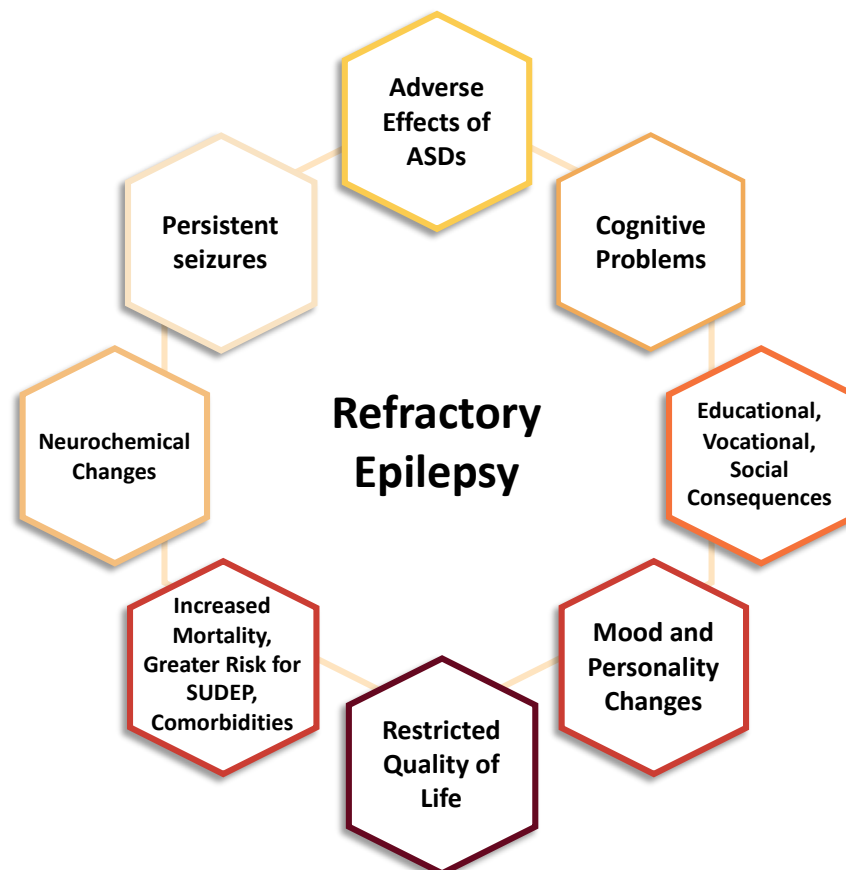 Adverse
Effects of
ASDs
Cognitive
Problems
Educational,
Vocational,
Social
Consequences
Mood and
Personality
Changes
Restricted
Quality of
Life
Increased
Mortality,
Greater Risk for
SUDEP,
Comorbidities
Neurochemical
Changes
Persistent
seizures
Refractory
Epilepsy